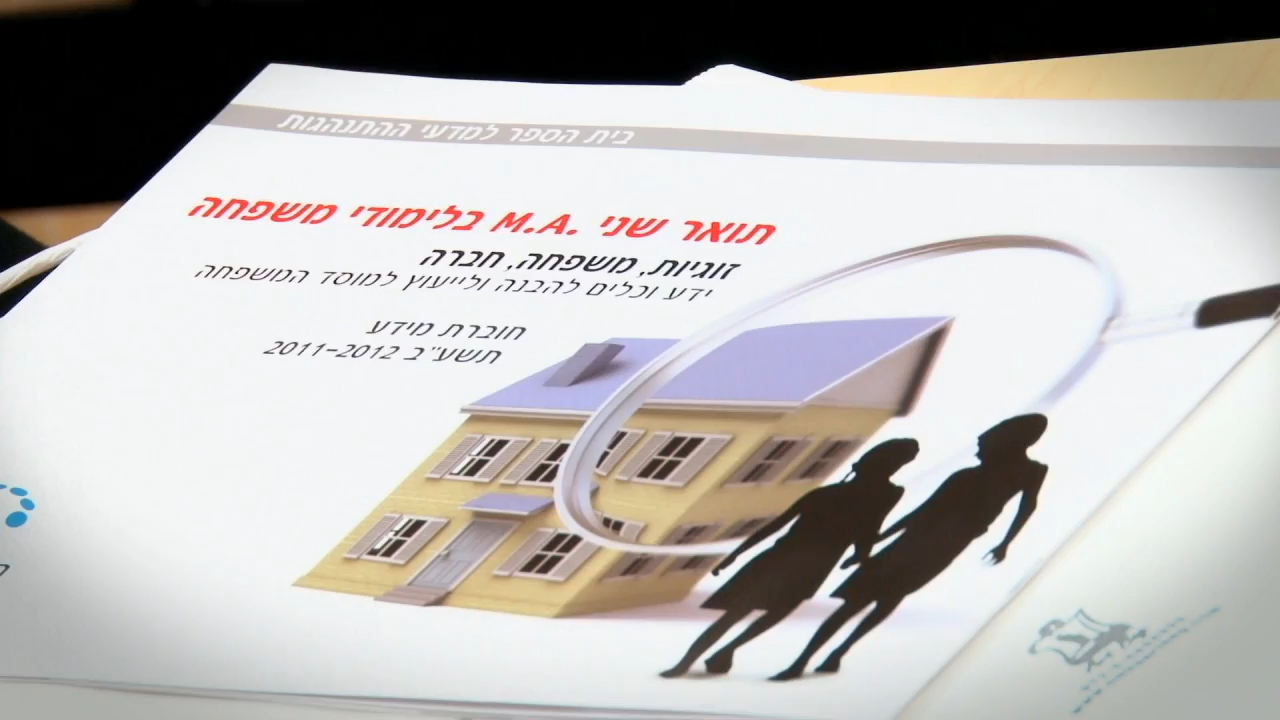 בית הספר למדעי ההתנהגות
תואר שני .M.A בלימודי משפחה
זוגיות, משפחה, חברה
ידע וכלים להבנה ולייעוץ למוסד המשפחה
חוברת מידע
תשע"ב 2011-2012